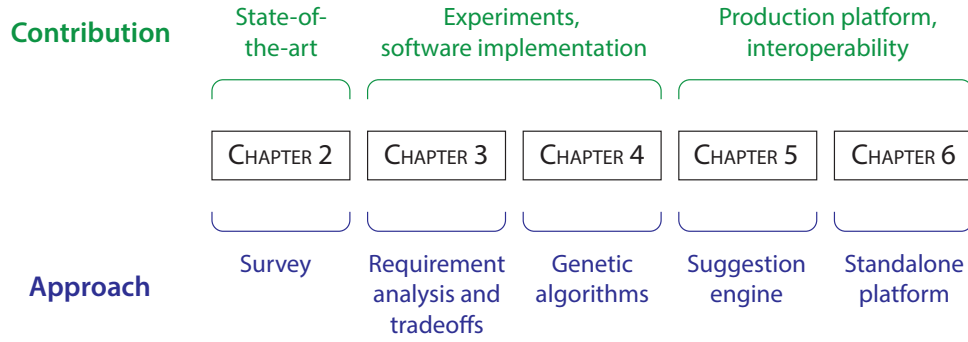 Contribution
State-of-
the-art
Experiments,
software implementation
Production platform,
interoperability
CHAPTER 2
CHAPTER 3
CHAPTER 4
CHAPTER 5
CHAPTER 6
Approach
Survey
Requirement
analysis and
tradeoffs
Genetic
algorithms
Suggestion
engine
Standalone
platform